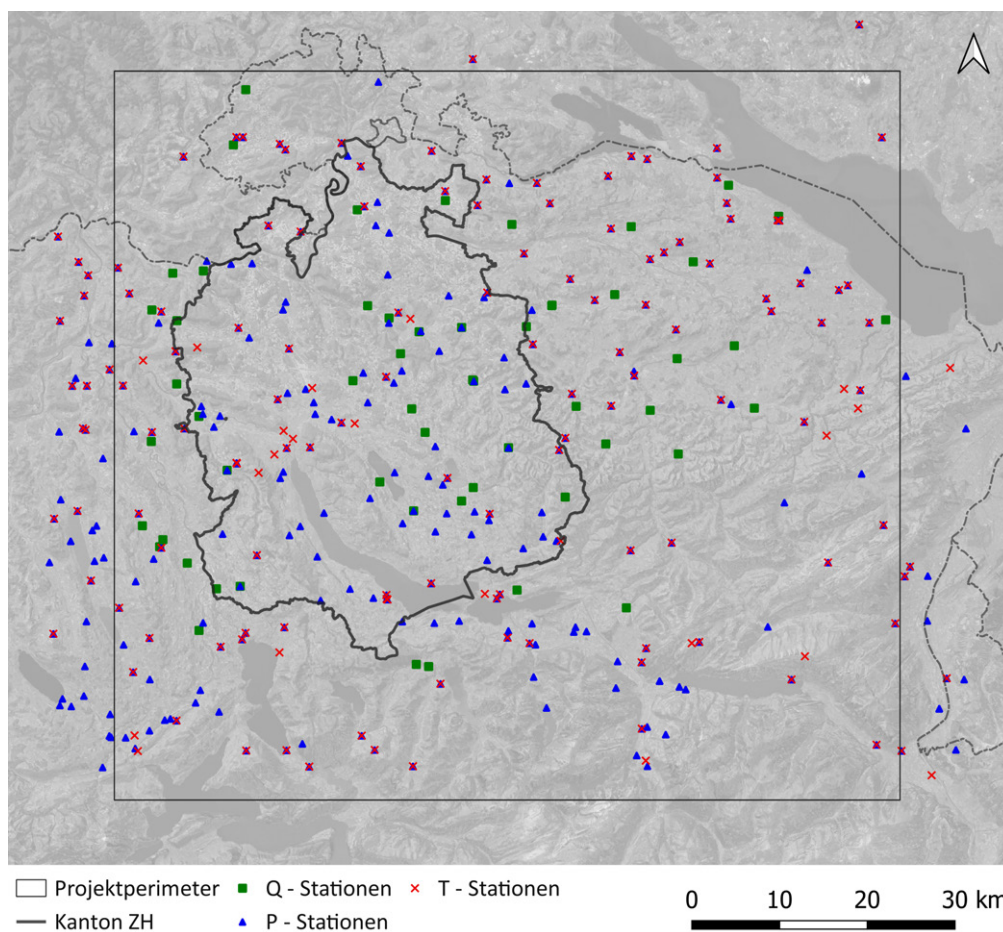 Projektperimeter Q - Stationen T - Stationen
Kanton ZH P - Stationen
0 10 20 30 km